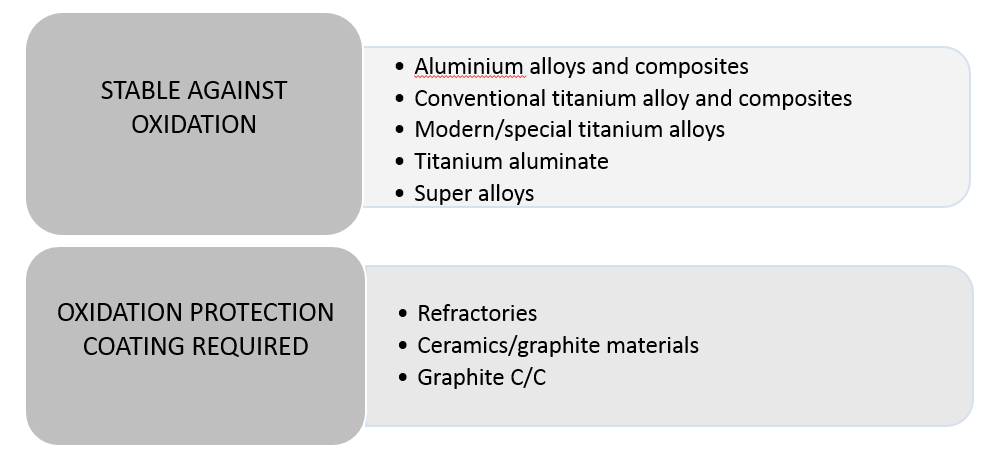 STABLE AGAINST
OXIDATION
• Aluminium alloys and composites
• Conventional titanium alloy and composites
• Modern/special titanium alloys
• Titanium aluminate
• Super alloys
OXIDATION PROTECTION
COATING REQUIRED
• Refractories
• Ceramics/graphite materials
• Graphite C/C